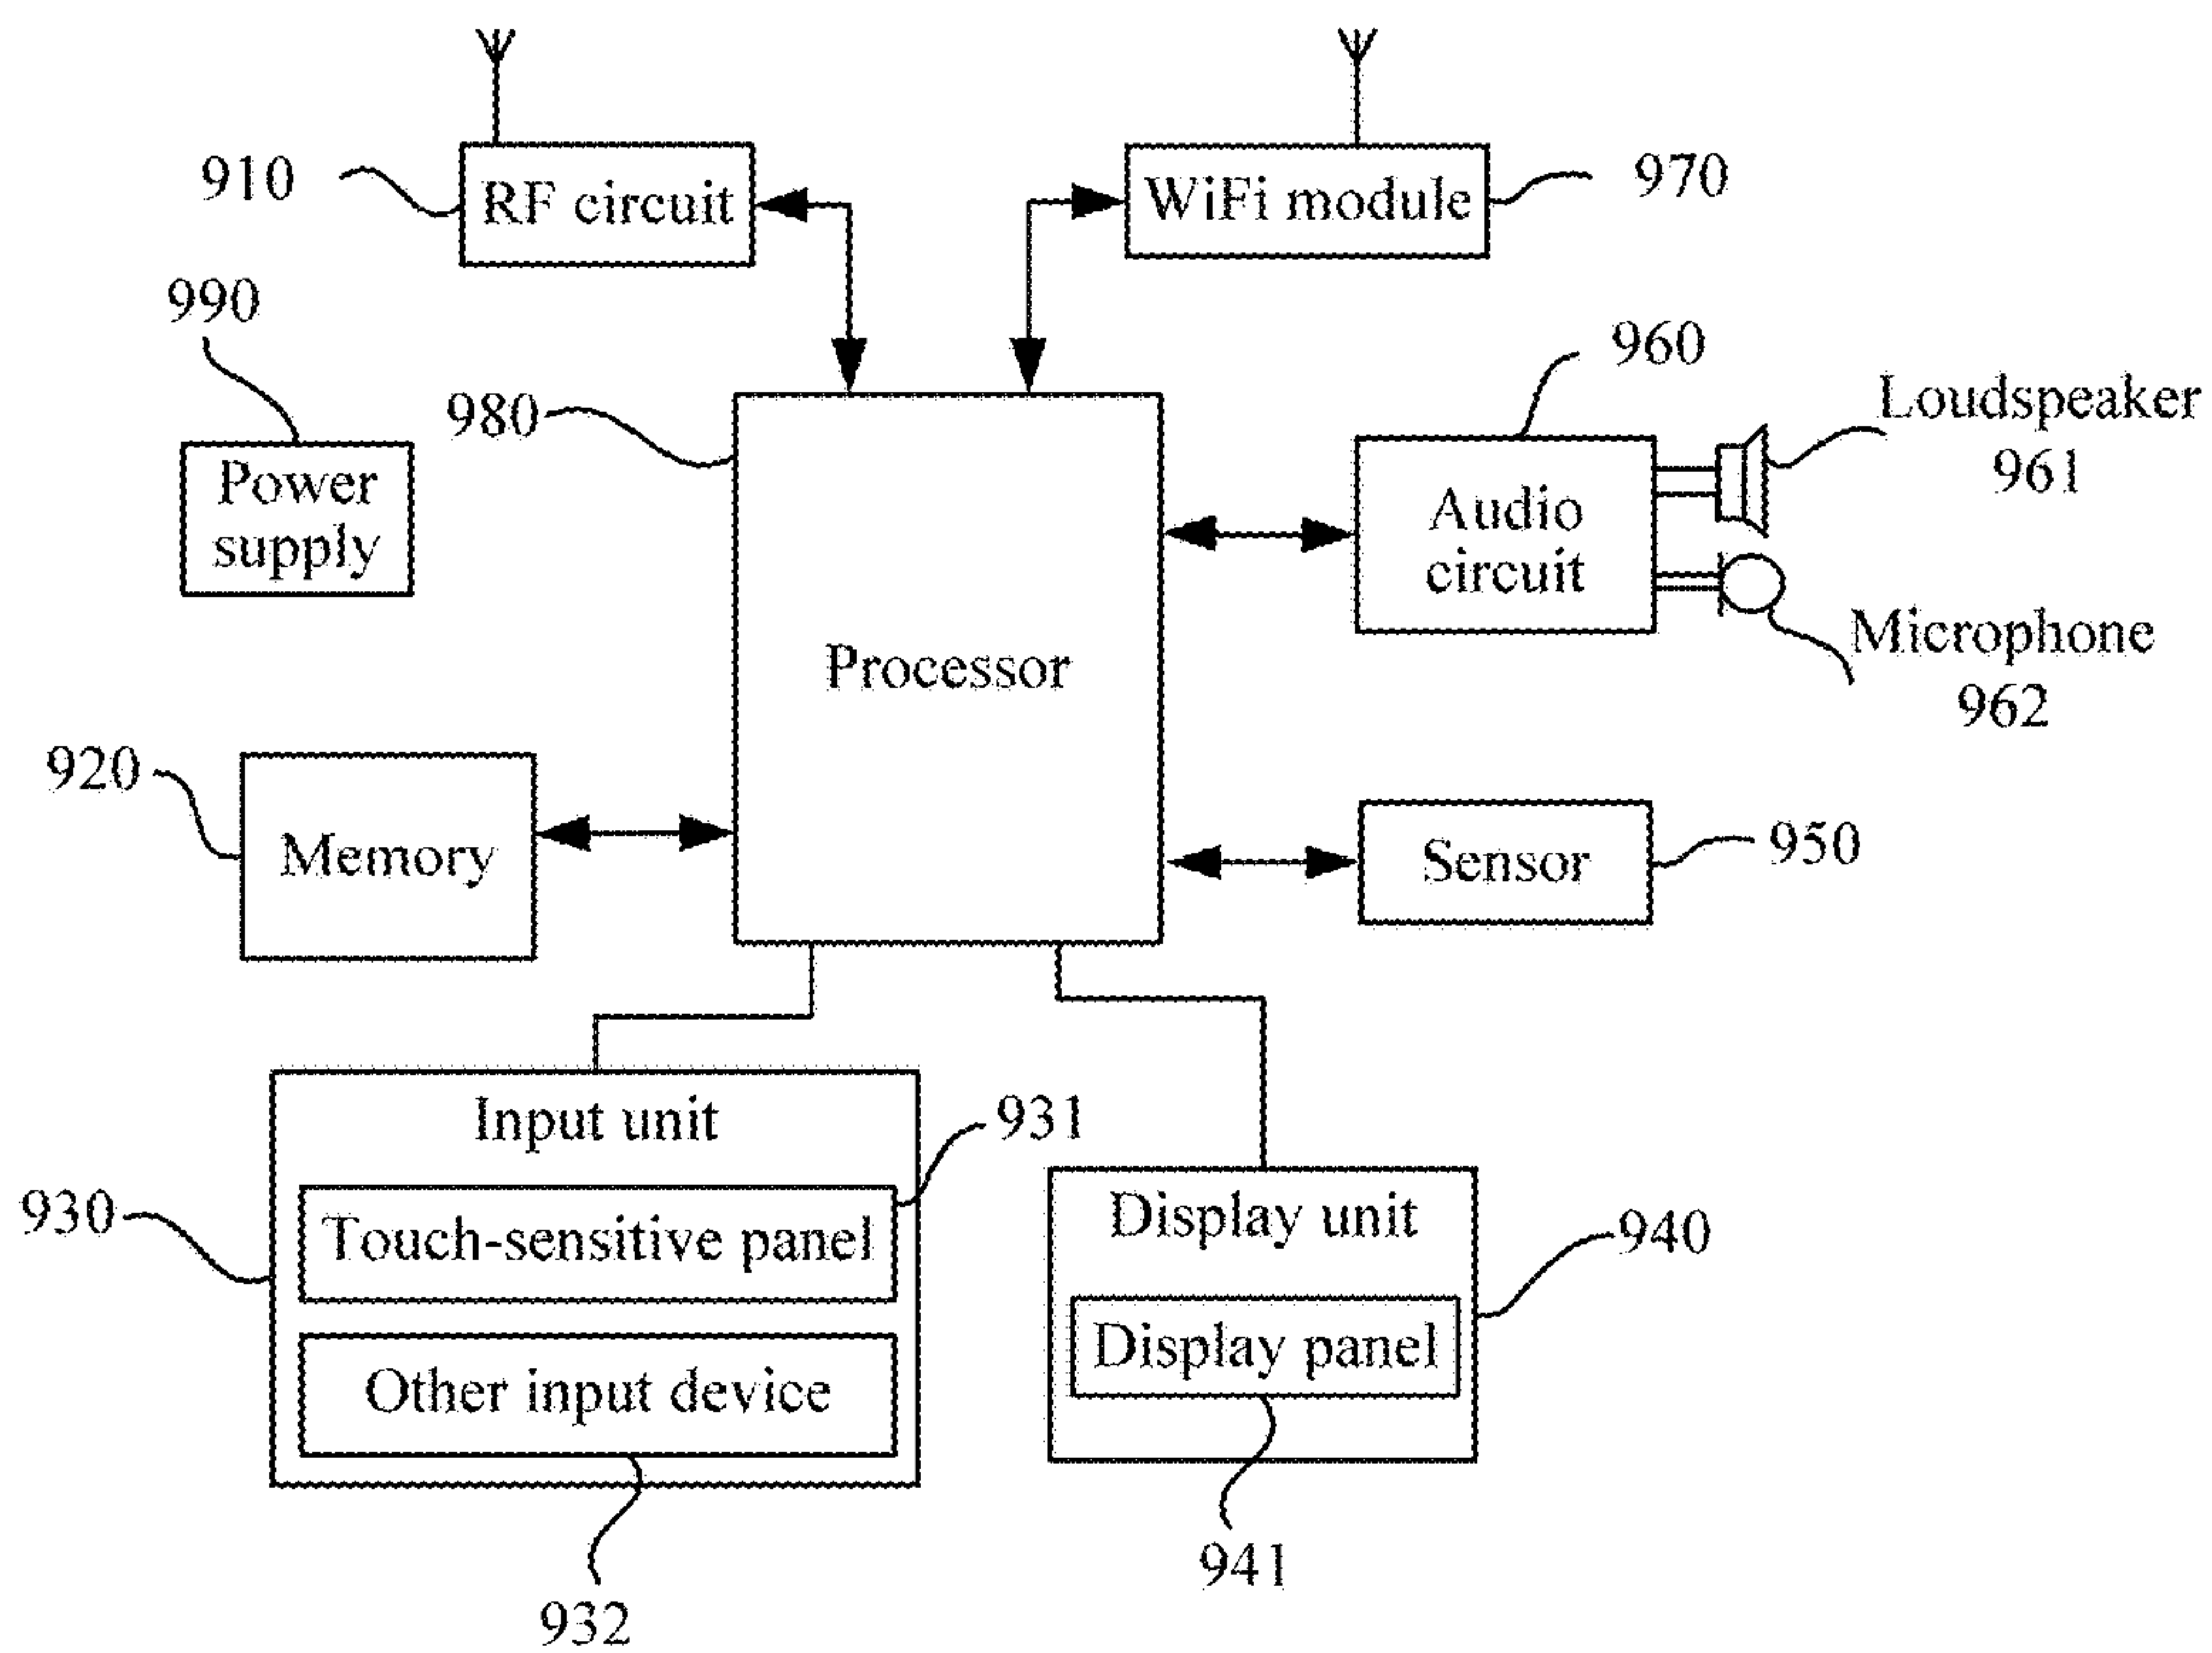 910
RF circuit
WiFi module
970
990
980
960
Loudspeaker
961
Power
supply
Audio
circuit
Processor
Microphone
962
920
Memory
Sensor
950
Input unit
931
930
Touch-sensitive panel
Other input device
932
Display unit
940
Display panel
941